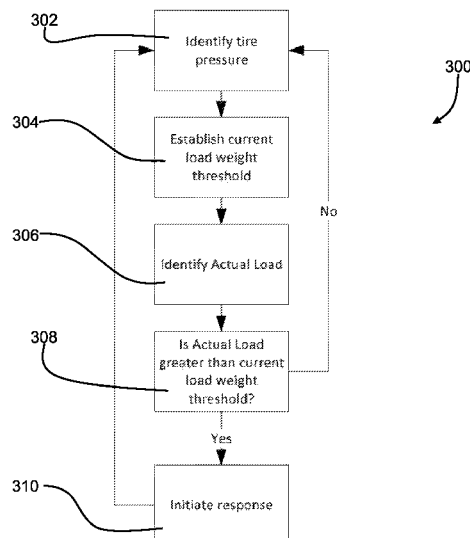 302
Identify tire
pressure
300
304
Establish current
load weight
threshold
No
306
Identify Actual Load
308
Is Actual Load
greater than current
load weight
threshold?
Yes
310
Initiate response